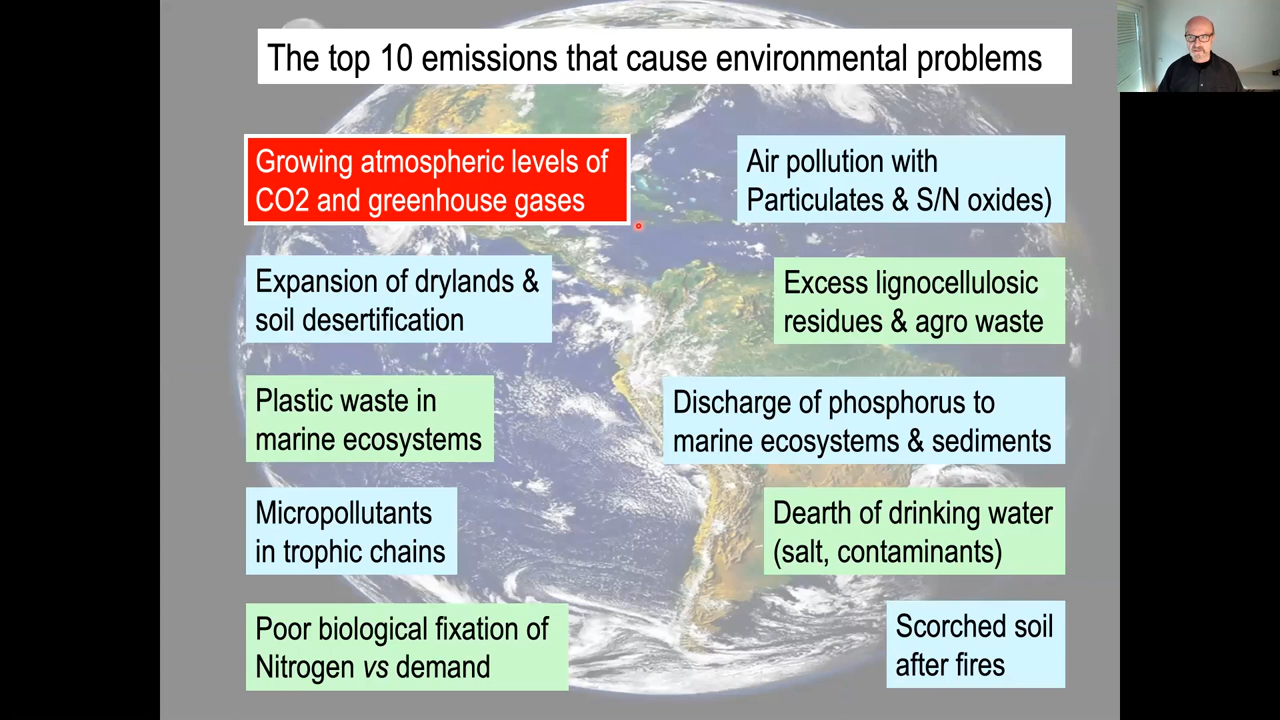 The top 10 emissions that cause environmental problems
Growing atmospheric levels of
CO2 and greenhouse gases
Air pollution with
Particulates & S/N oxides)
Expansion of drylands &
soil desertification
Excess lignocellulosic
residues & agro waste
Plastic waste in
marine ecosystems
Discharge of phosphorus to
marine ecosystems & sediments
Micropollutants
in trophic chains
Dearth of drinking water
(salt, contaminants)
Poor biological fixation of
Nitrogen vs demand
Scorched soil
after fires